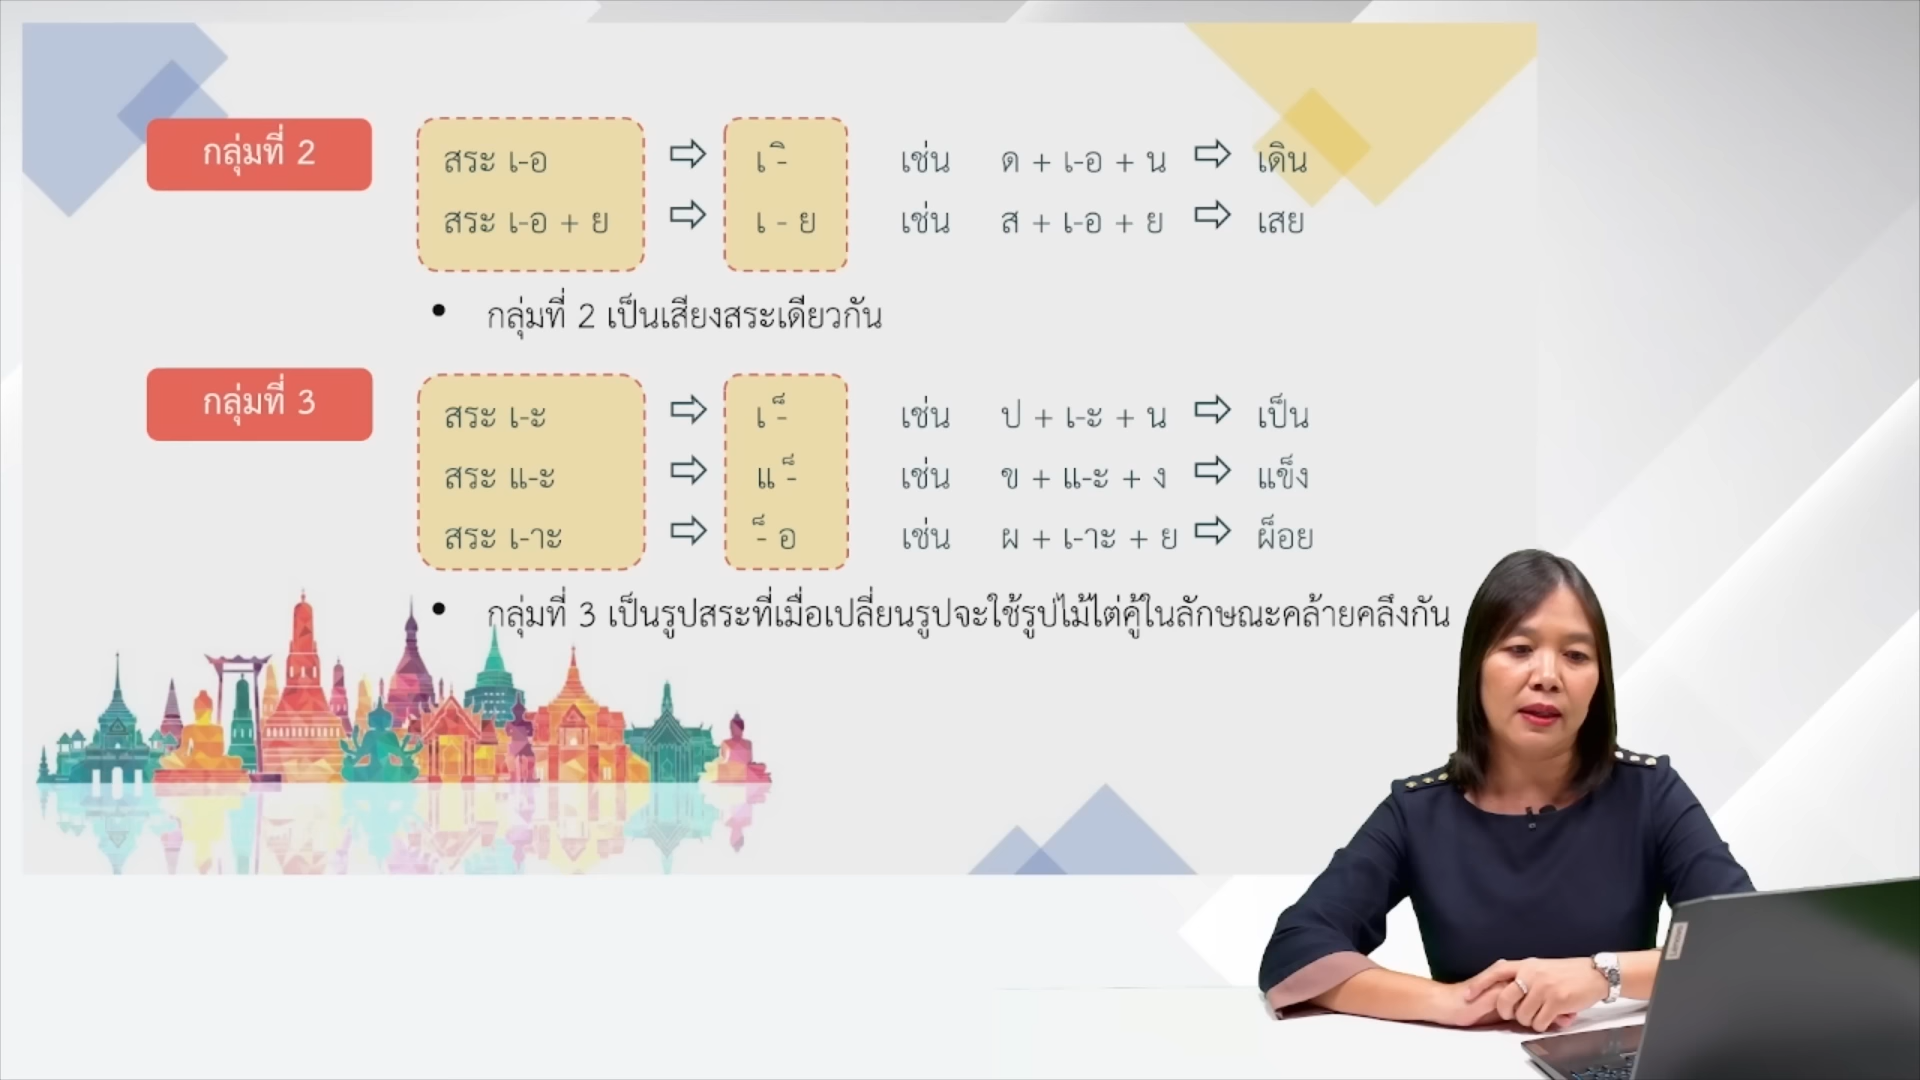 กลุ่มที่ 2
สระ เ-อ ⇨ เ -ิ เช่น ด + เ-อ + น ⇨ เดิน
สระ เ-อ + ย ⇨ เ - ย เช่น ส + เ-อ + ย ⇨ เสย
• กลุ่มที่ 2 เป็นเสียงสระเดียวกัน
กลุ่มที่ 3
สระ เ-ะ ⇨ เ -็ เช่น ป + เ-ะ + น ⇨ เป็น
สระ แ-ะ ⇨ แ -็ เช่น ข + แ-ะ + ง ⇨ แข็ง
สระ เ-าะ ⇨ -็ อ เช่น ผ + เ-าะ + ย ⇨ ผ็อย
• กลุ่มที่ 3 เป็นรูปสระที่เมื่อเปลี่ยนรูปจะใช้รูปไม้ไต่คู้ในลักษณะคล้ายคลึงกัน
Lenovo